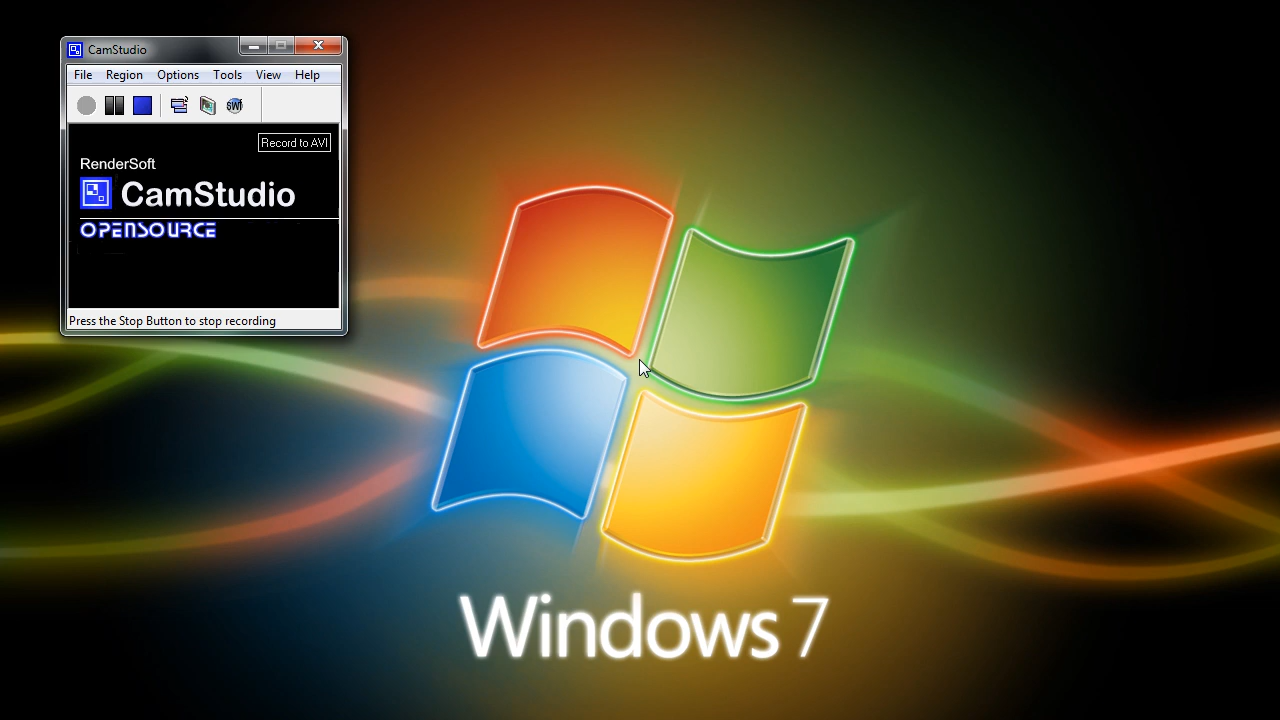 CamStudio
File Region Options Tools View Help
SWF
Record to AVI
RenderSoft
CamStudio
OPENSOURCE
Press the Stop Button to stop recording
Windows 7